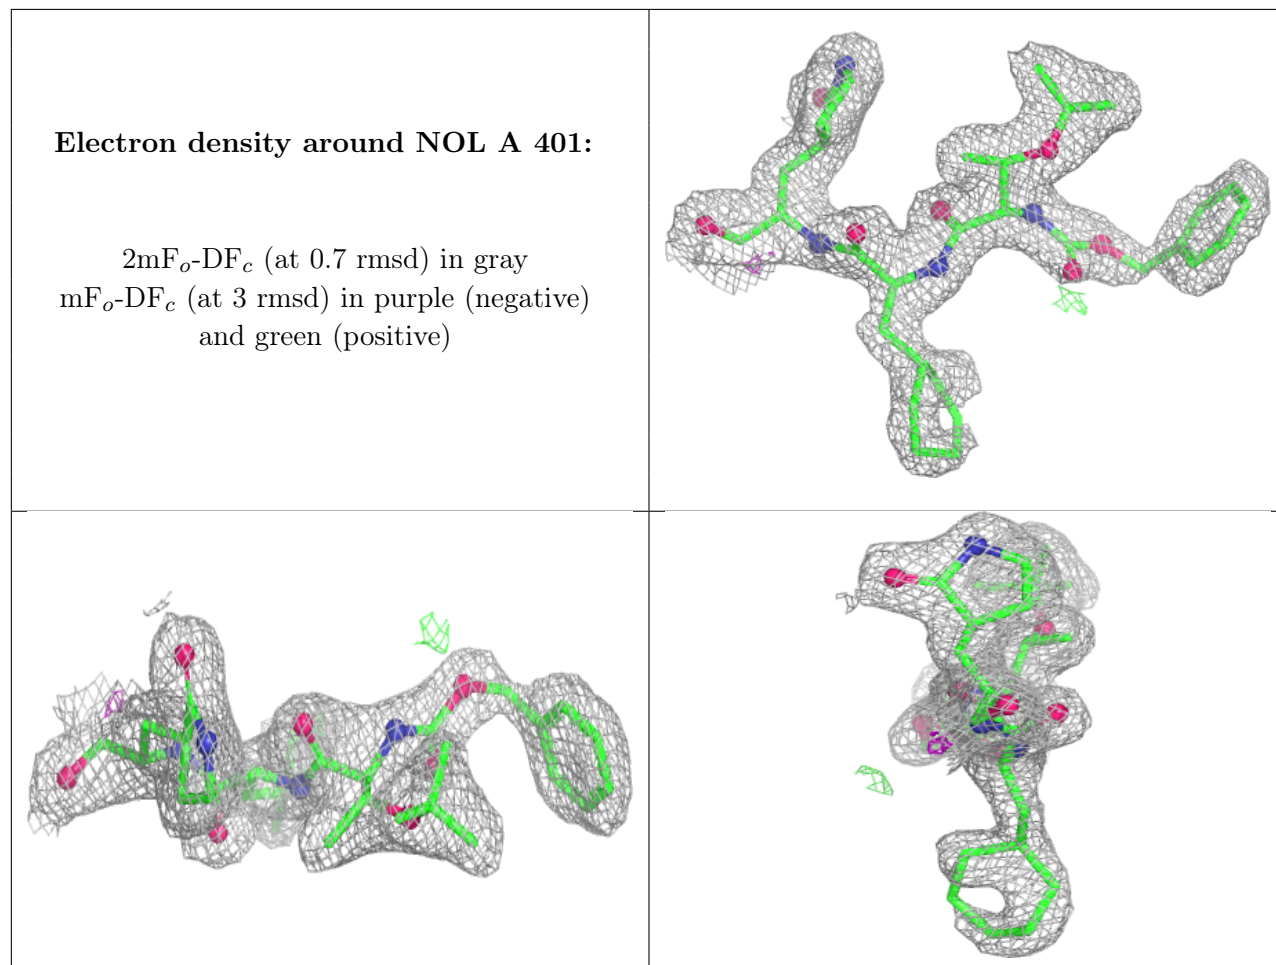 Electron density around NOL A 401:
2mFo-DFc (at 0.7 rmsd) in gray
mFo-DFc (at 3 rmsd) in purple (negative)
and green (positive)